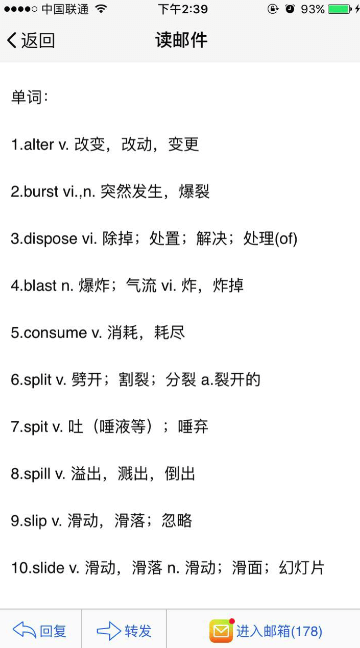 中国联通 下午2:39 93%
返回 读邮件
单词：
1.alter v. 改变，改动，变更
2.burst vi.,n. 突然发生，爆裂
3.dispose vi. 除掉；处置；解决；处理(of)
4.blast n. 爆炸；气流 vi. 炸，炸掉
5.consume v. 消耗，耗尽
6.split v. 劈开；割裂；分裂 a.裂开的
7.spit v. 吐（唾液等）；唾弃
8.spill v. 溢出，溅出，倒出
9.slip v. 滑动，滑落；忽略
10.slide v. 滑动，滑落 n. 滑动；滑面；幻灯片
回复 转发 进入邮箱(178)